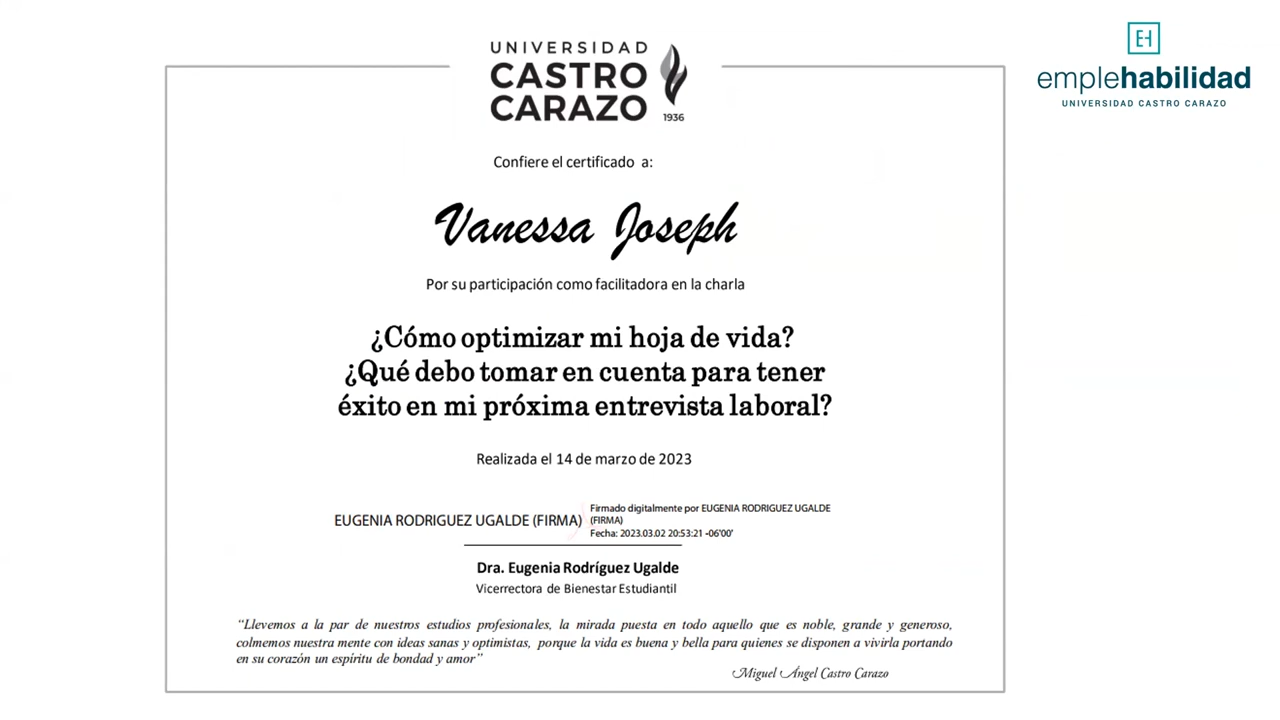 UNIVERSIDAD
CASTRO
CARAZO
1936
EH
emplehabilidad
UNIVERSIDAD CASTRO CARAZO
Confiere el certificado a:
Vanessa Joseph
Por su participación como facilitadora en la charla
¿Cómo optimizar mi hoja de vida?
¿Qué debo tomar en cuenta para tener
éxito en mi próxima entrevista laboral?
Realizada el 14 de marzo de 2023
EUGENIA RODRIGUEZ UGALDE (FIRMA)
Firmado digitalmente por EUGENIA RODRIGUEZ UGALDE
(FIRMA)
Fecha: 2023.03.02 20:53:21 -06'00'
Dra. Eugenia Rodríguez Ugalde
Vicerrectora de Bienestar Estudiantil
“Llevemos a la par de nuestros estudios profesionales, la mirada puesta en todo aquello que es noble, grande y generoso,
colmemos nuestra mente con ideas sanas y optimistas, porque la vida es buena y bella para quienes se disponen a vivirla portando
en su corazón un espíritu de bondad y amor”
Miguel Ángel Castro Carazo